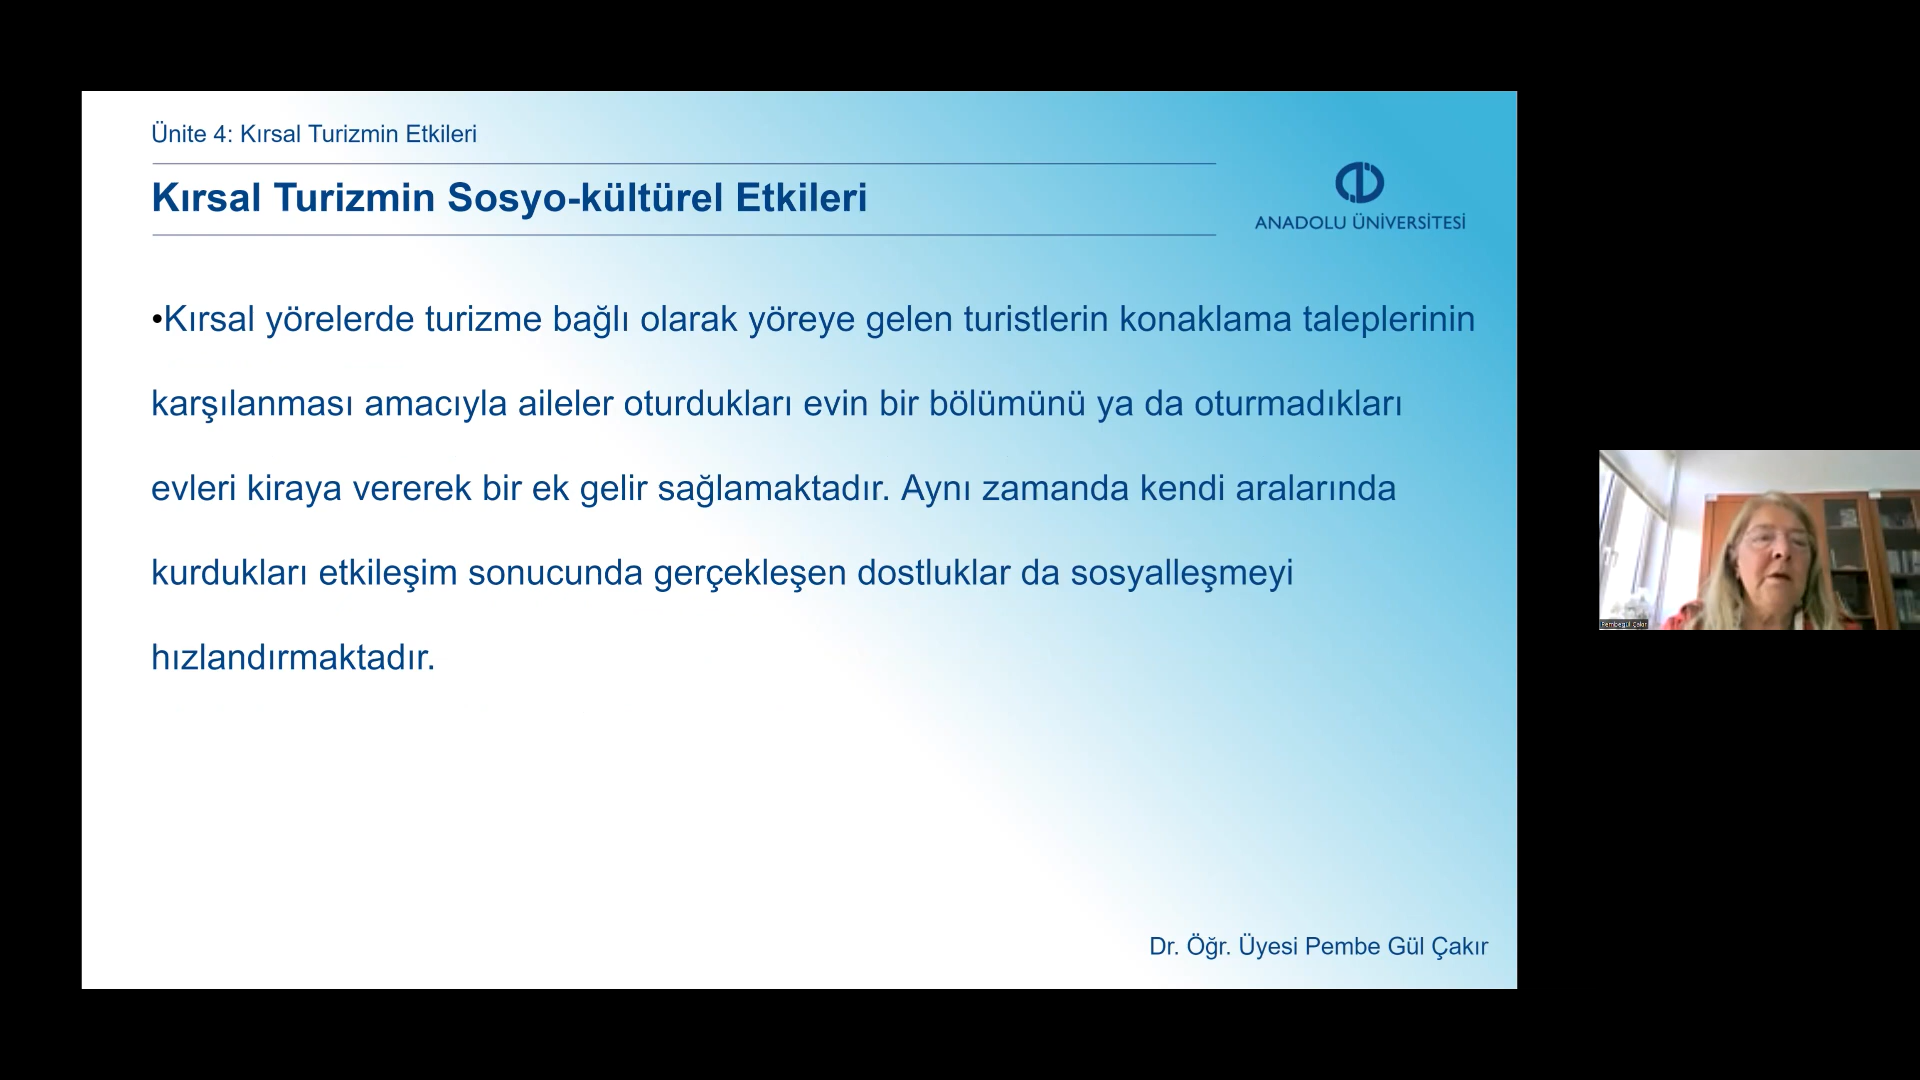 Ünite 4: Kırsal Turizmin Etkileri
Kırsal Turizmin Sosyo-kültürel Etkileri
ANADOLU ÜNİVERSİTESİ
•Kırsal yörelerde turizme bağlı olarak yöreye gelen turistlerin konaklama taleplerinin
karşılanması amacıyla aileler oturdukları evin bir bölümünü ya da oturmadıkları
evleri kiraya vererek bir ek gelir sağlamaktadır. Aynı zamanda kendi aralarında
kurdukları etkileşim sonucunda gerçekleşen dostluklar da sosyalleşmeyi
hızlandırmaktadır.
Pembegül Çakır
Dr. Öğr. Üyesi Pembe Gül Çakır